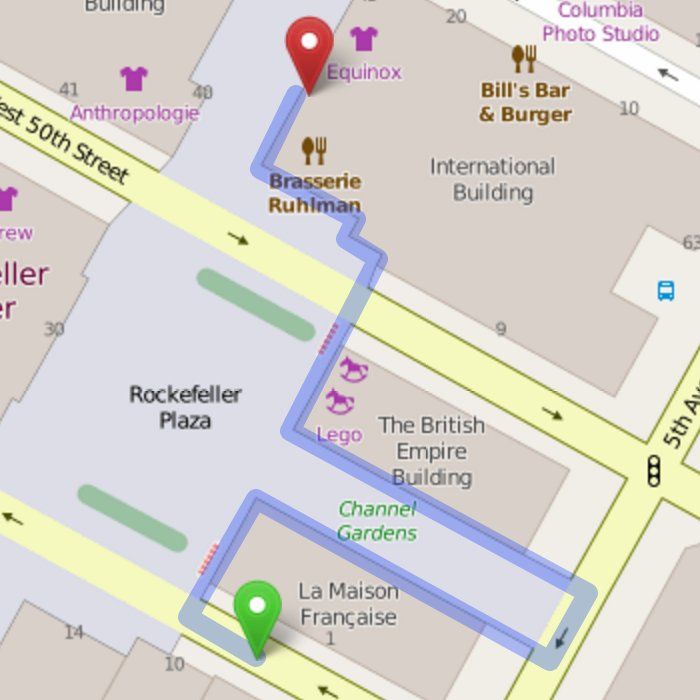 Building
20
Columbia
Photo Studio
Equinox
41
40
Anthropologie
Bill's Bar
& Burger
10
est 50th Street
International
Building
Brasserie
Ruhlman
rew
63
eller
er
30
9
Rockefeller
Plaza
Lego
The British
Empire
Building
5th Av
Channel
Gardens
La Maison
Française
1
14
10